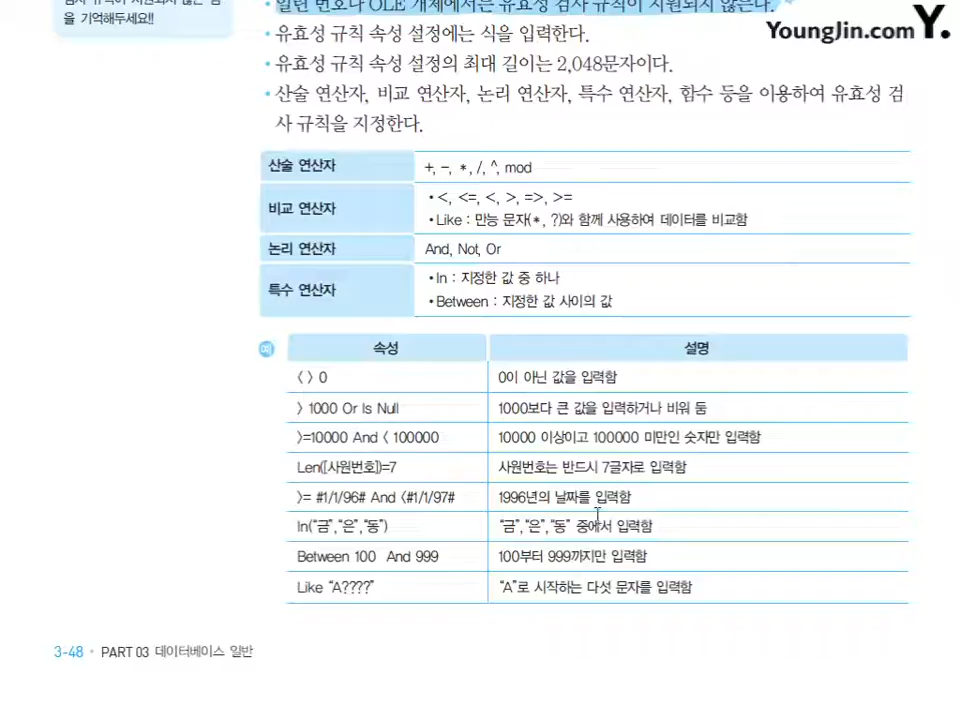 을 기억해두세요!!
• 일련 번호나 OLE 개체에서는 유효성 검사 규칙이 지원되지 않는다.
YoungJin.com Y.
• 유효성 규칙 속성 설정에는 식을 입력한다.
• 유효성 규칙 속성 설정의 최대 길이는 2,048문자이다.
• 산술 연산자, 비교 연산자, 논리 연산자, 특수 연산자, 함수 등을 이용하여 유효성 검
사 규칙을 지정한다.
산술 연산자 +, -, *, /, ^, mod
비교 연산자
• <, <=, <, >, =>, >=
• Like : 만능 문자(*, ?)와 함께 사용하여 데이터를 비교함
논리 연산자 And, Not, Or
특수 연산자
• In : 지정한 값 중 하나
• Between : 지정한 값 사이의 값
예 속성 설명
< > 0 0이 아닌 값을 입력함
> 1000 Or Is Null 1000보다 큰 값을 입력하거나 비워 둠
>=10000 And < 100000 10000 이상이고 100000 미만인 숫자만 입력함
Len([사원번호])=7 사원번호는 반드시 7글자로 입력함
>= #1/1/96# And <#1/1/97# 1996년의 날짜를 입력함
In("금","은","동") "금","은","동" 중에서 입력함
Between 100 And 999 100부터 999까지만 입력함
Like "A????" "A"로 시작하는 다섯 문자를 입력함
3-48 • PART 03 데이터베이스 일반